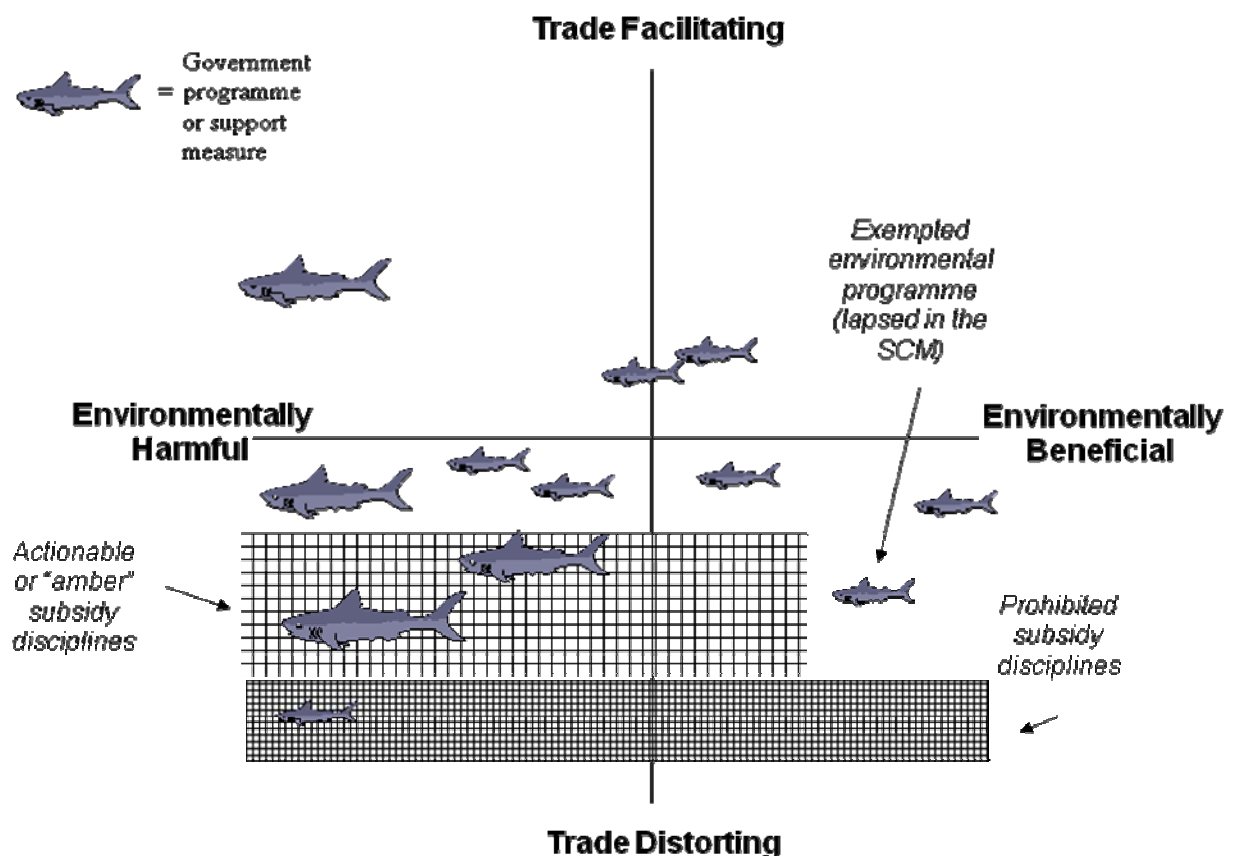 Trade Facilitating
Government
= programme
or support
measure
Exempted
environmental
programme
(lapsed in the
SCM)
Environmentally
Harmful
Environmentally
Beneficial
Actionable
or "amber"
subsidy
disciplines
Prohibited
subsidy
disciplines
Trade Distorting